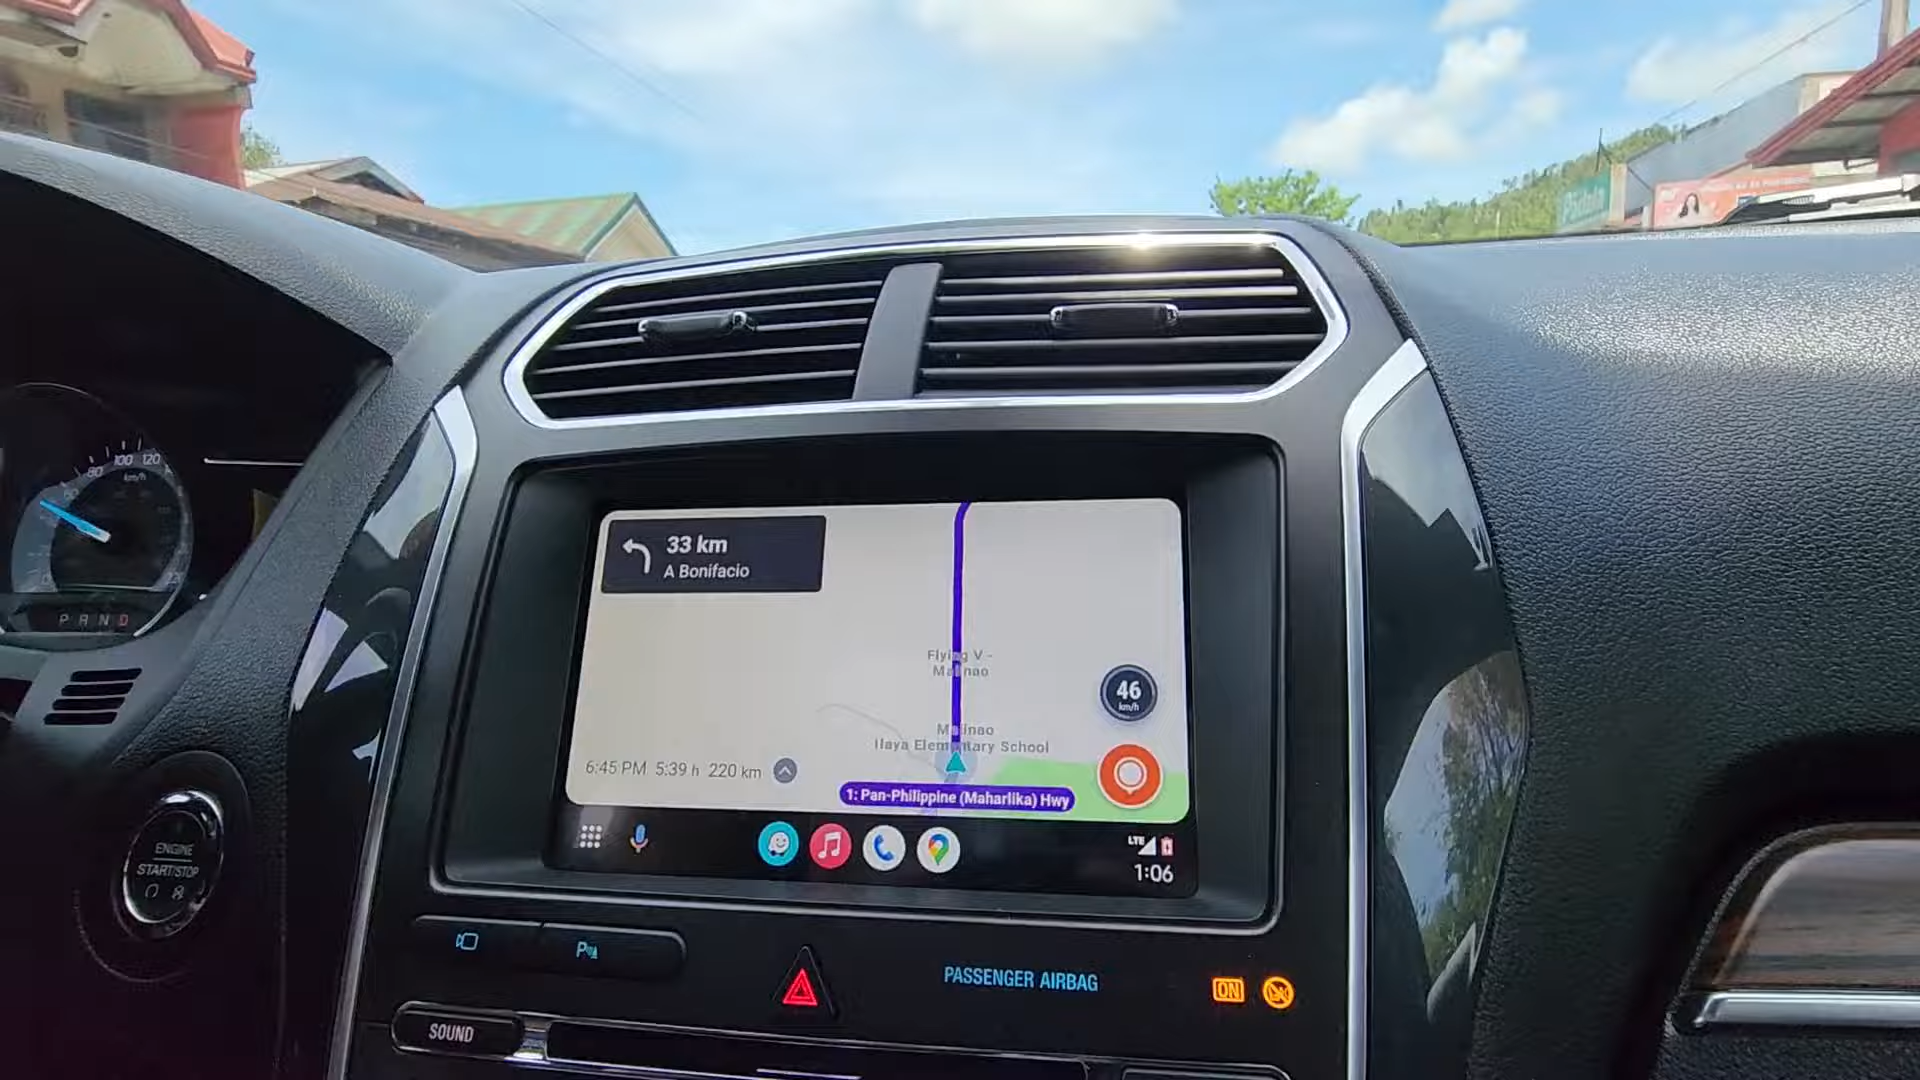 80
100
120
km/h
P R N D
33 km
A Bonifacio
Flying V -
Malinao
46
km/h
Malinao
Ilaya Elementary School
6:45 PM 5:39 h 220 km
1: Pan-Philippine (Maharlika) Hwy
LTE
1:06
ENGINE
START/STOP
P
PASSENGER AIRBAG
ON
SOUND